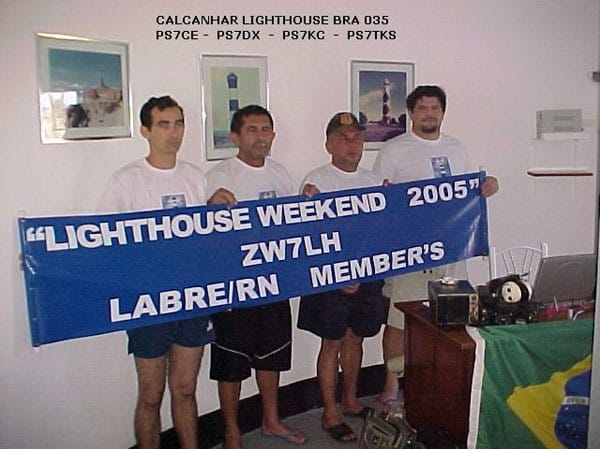 CALCANHAR LIGHTHOUSE BRA 035
PS7CE - PS7DX - PS7KC - PS7TKS
"LIGHTHOUSE WEEKEND 2005"
ZW7LH
LABRE/RN MEMBER'S